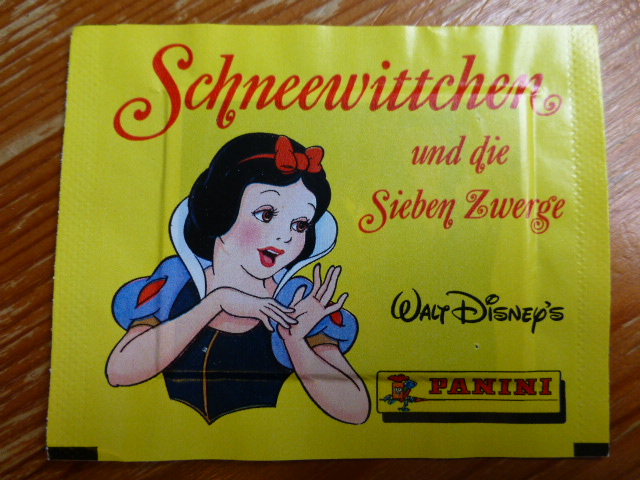 Schneewittchen
und die
Sieben Zwerge
WALT DISNEY'S
PANINI